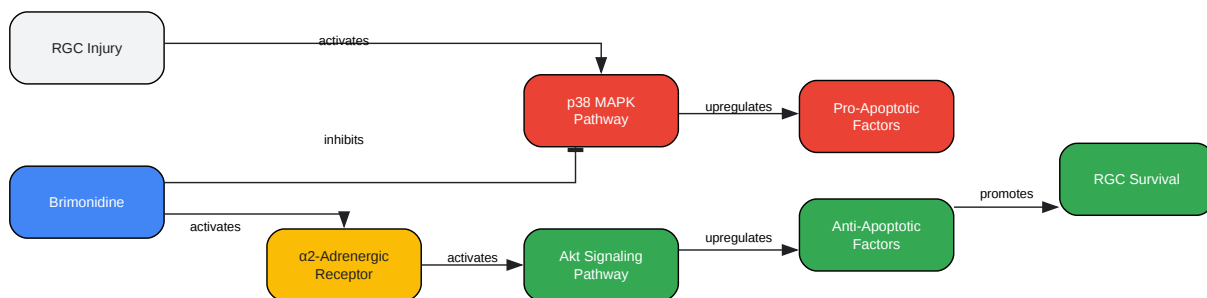 RGC Injury
activates
p38 MAPK
Pathway
upregulates
Pro-Apoptotic
Factors
inhibits
Brimonidine
activates
α2-Adrenergic
Receptor
activates
Akt Signaling
Pathway
upregulates
Anti-Apoptotic
Factors
promotes
RGC Survival